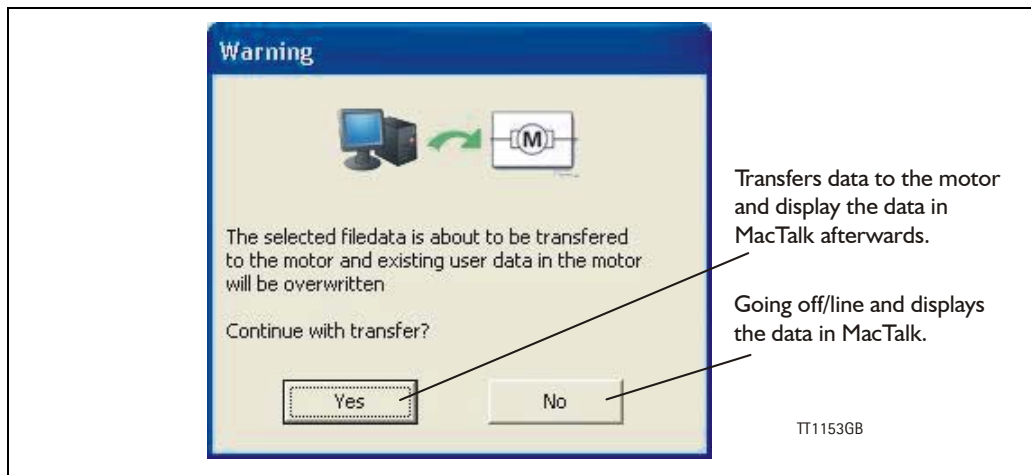 Warning
M
The selected filedata is about to be transfered
to the motor and existing user data in the motor
will be overwritten
Continue with transfer?
Yes
No
Transfers data to the motor
and display the data in
MacTalk afterwards.
Going off/line and displays
the data in MacTalk.
TT1153GB